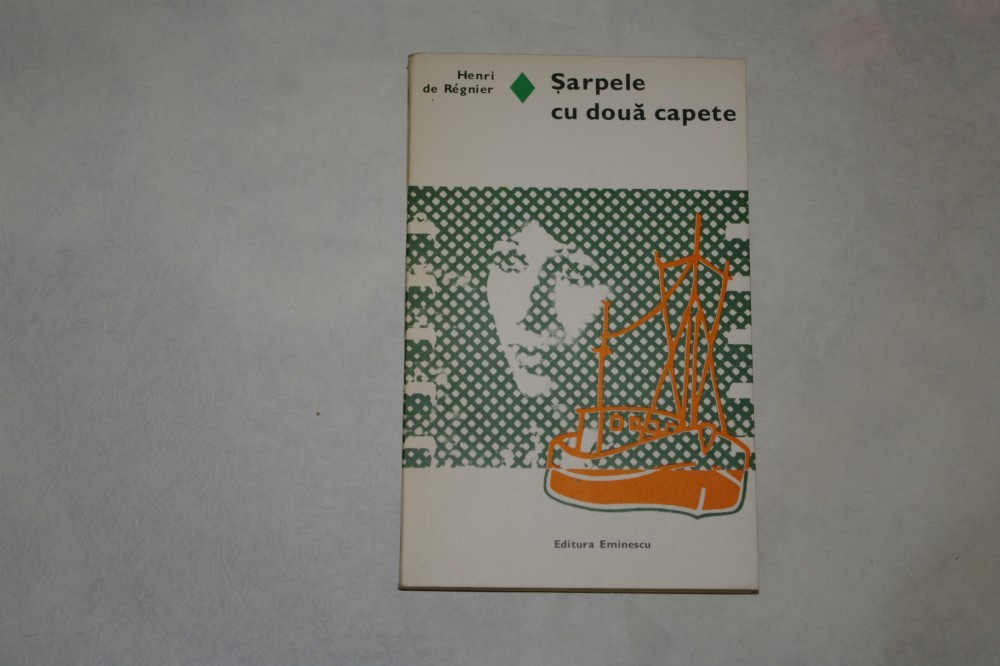 Henri
de Régnier
Șarpele
cu două capete
Editura Eminescu